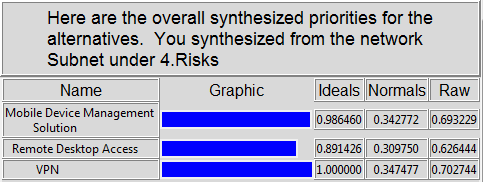 Here are the overall synthesized priorities for the
alternatives. You synthesized from the network
Subnet under 4.Risks
Name Graphic Ideals Normals Raw
Mobile Device Management
Solution
0.986460 0.342772 0.693229
Remote Desktop Access 0.891426 0.309750 0.626444
VPN 1.000000 0.347477 0.702744